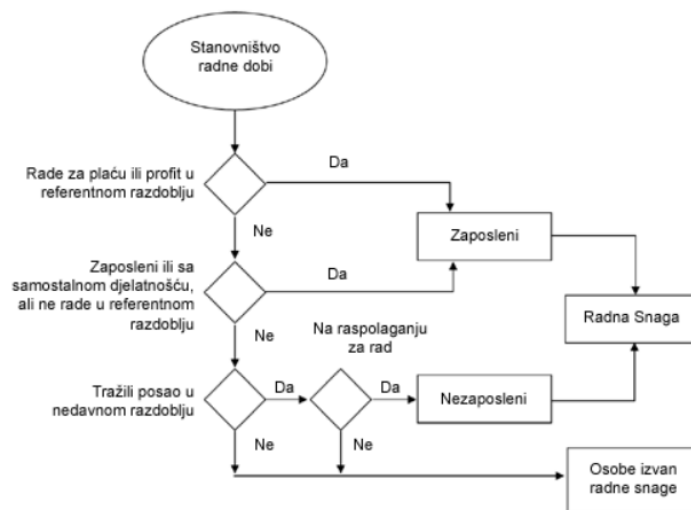 Stanovništvo
radne dobi
Rade za plaću ili profit u
referentnom razdoblju
Da
Ne
Zaposleni
Zaposleni ili sa
samostalnom djelatnošću,
ali ne rade u referentnom
razdoblju
Da
Ne
Na raspolaganju
za rad
Radna Snaga
Tražili posao u
nedavnom razdoblju
Da
Da
Nezaposleni
Ne
Ne
Osobe izvan
radne snage